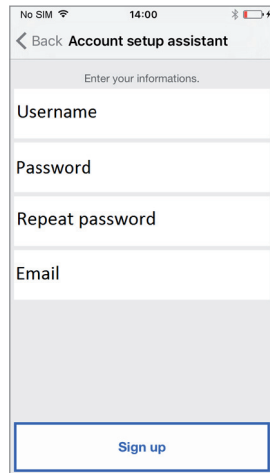 No SIM 14:00
Back Account setup assistant
Enter your informations.
Username
Password
Repeat password
Email
Sign up